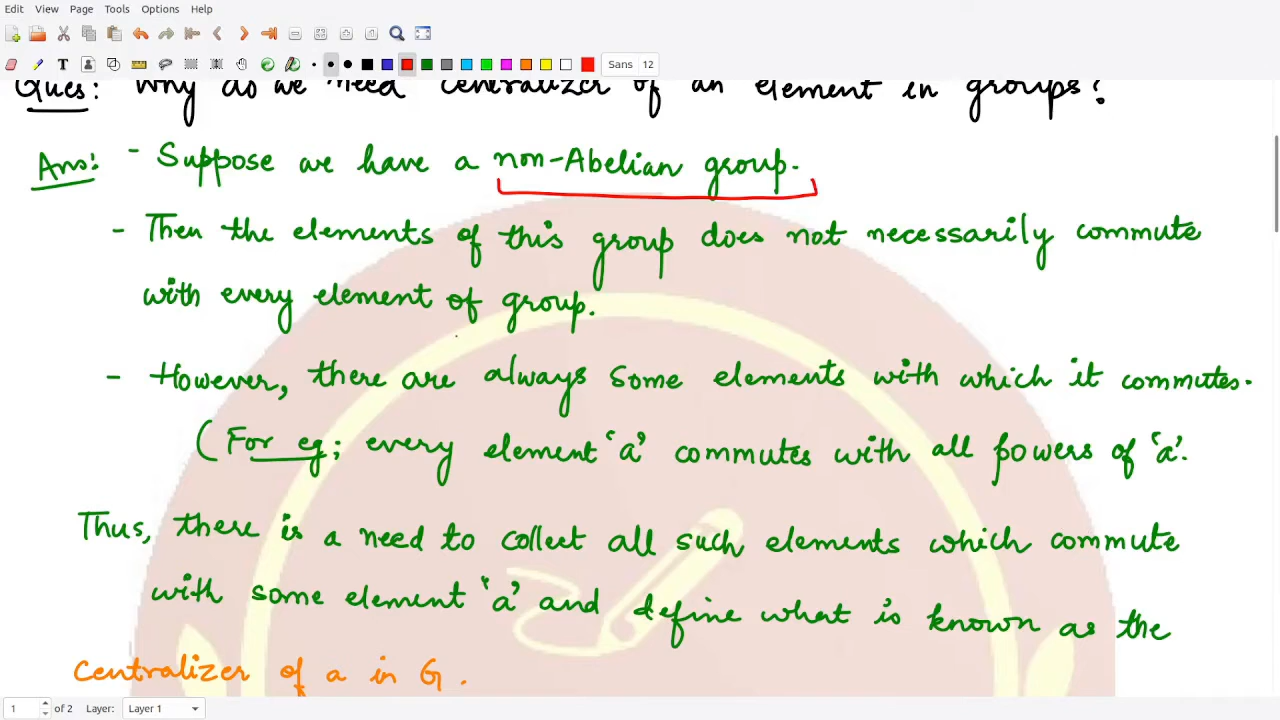 Edit View Page Tools Options Help
Sans 12
Ques: Why do we need centralizer of an element in groups?
Ans: - Suppose we have a non-Abelian group.
- Then the elements of this group does not necessarily commute
with every element of group.
- However, there are always some elements with which it commutes.
(For eg; every element 'a' commutes with all powers of 'a'.
Thus, there is a need to collect all such elements which commute
with some element 'a' and define what is known as the
Centralizer of a in G.
1 of 2 Layer: Layer 1